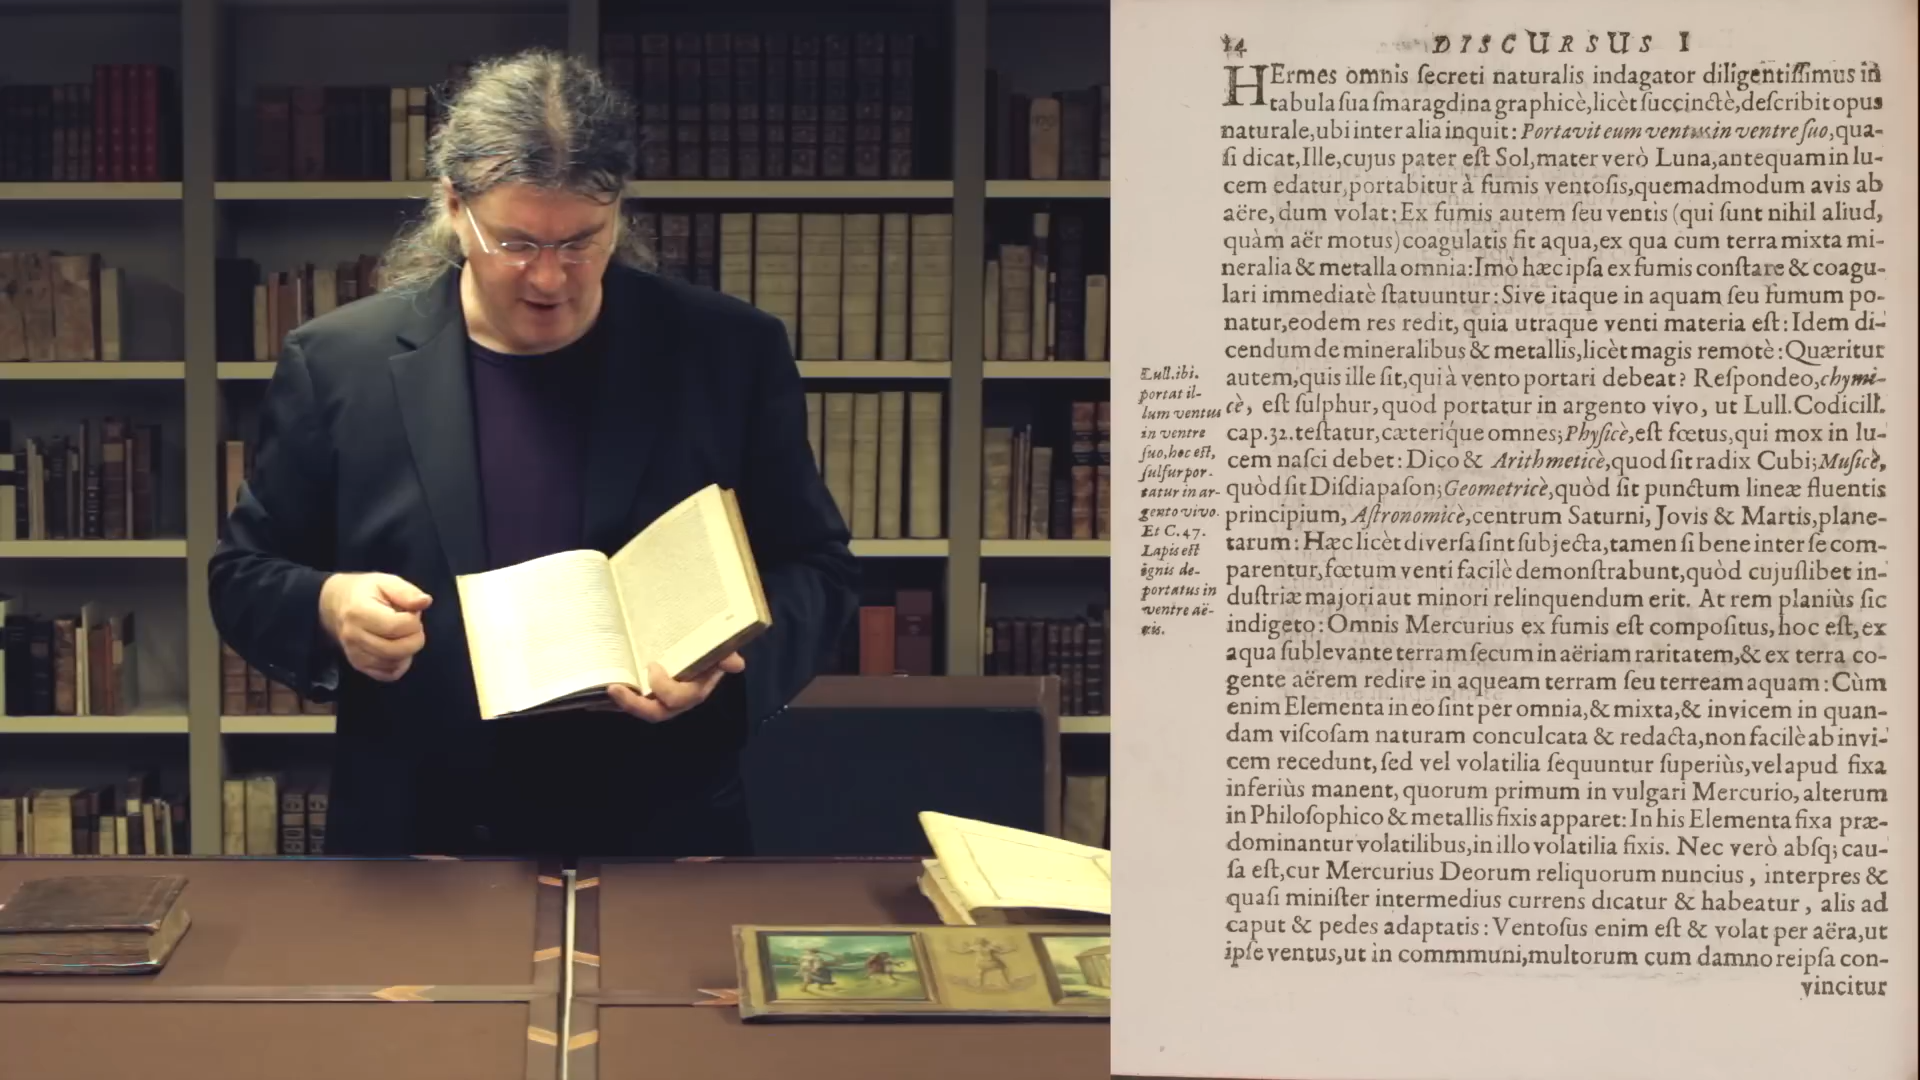 14 DISCURSUS I
HErmes omnis ſecreti naturalis indagator diligentiſſimus in
tabula ſua ſmaragdina graphicè, licèt ſuccinctè, deſcribit opus
naturale, ubi inter alia inquit: Portavit eum ventus in ventre ſuo, qua-
ſi dicat, Ille, cujus pater eſt Sol, mater verò Luna, antequam in lu-
cem edatur, portabitur à fumis ventoſis, quemadmodum avis ab
aëre, dum volat: Ex fumis autem ſeu ventis (qui ſunt nihil aliud,
quàm aër motus) coagulatis fit aqua, ex qua cum terra mixta mi-
neralia & metalla omnia: Imò hæc ipſa ex fumis conſtare & coagu-
lari immediatè ſtatuuntur: Sive itaque in aquam ſeu fumum po-
natur, eodem res redit, quia utraque venti materia eſt: Idem di-
cendum de mineralibus & metallis, licèt magis remotè: Quæritur
autem, quis ille ſit, qui à vento portari debeat? Reſpondeo, chymi-
cè, eſt ſulphur, quod portatur in argento vivo, ut Lull. Codicill.
cap. 32. teſtatur, cæterique omnes; Phyſicè, eſt fœtus, qui mox in lu-
cem naſci debet: Dico & Arithmeticè, quod ſit radix Cubi; Muſicè,
quòd ſit Diſdiapaſon; Geometricè, quòd ſit punctum lineæ fluentis
principium, Aſtronomicè, centrum Saturni, Jovis & Martis, plane-
tarum: Hæc licèt diverſa ſint ſubjecta, tamen ſi bene inter ſe com-
parentur, fœtum venti facilè demonſtrabunt, quòd cujuſlibet in-
duſtriæ majori aut minori relinquendum erit. At rem planiùs ſic
indigeto: Omnis Mercurius ex fumis eſt compoſitus, hoc eſt, ex
aqua ſublevante terram ſecum in aëriam raritatem, & ex terra co-
gente aërem redire in aqueam terram ſeu terream aquam: Cùm
enim Elementa in eo ſint per omnia, & mixta, & invicem in quan-
dam viſcoſam naturam conculcata & redacta, non facilè ab invi-
cem recedunt, ſed vel volatilia ſequuntur ſuperiùs, vel apud fixa
inferiùs manent, quorum primum in vulgari Mercurio, alterum
in Philoſophico & metallis fixis apparet: In his Elementa fixa præ-
dominantur volatilibus, in illo volatilia fixis. Nec verò abſq; cau-
ſa eſt, cur Mercurius Deorum reliquorum nuncius, interpres &
quaſi miniſter intermedius currens dicatur & habeatur, alis ad
caput & pedes adaptatis: Ventoſus enim eſt & volat per aëra, ut
ipſe ventus, ut in commmuni, multorum cum damno reipſa con-
vincitur
Lull. ibi.
portat il-
lum ventus
in ventre
ſuo, hoc eſt,
ſulfur por-
tatur in ar-
gento vivo.
Et C. 47.
Lapis eſt
ignis de-
portatus in
ventre aë-
ris.